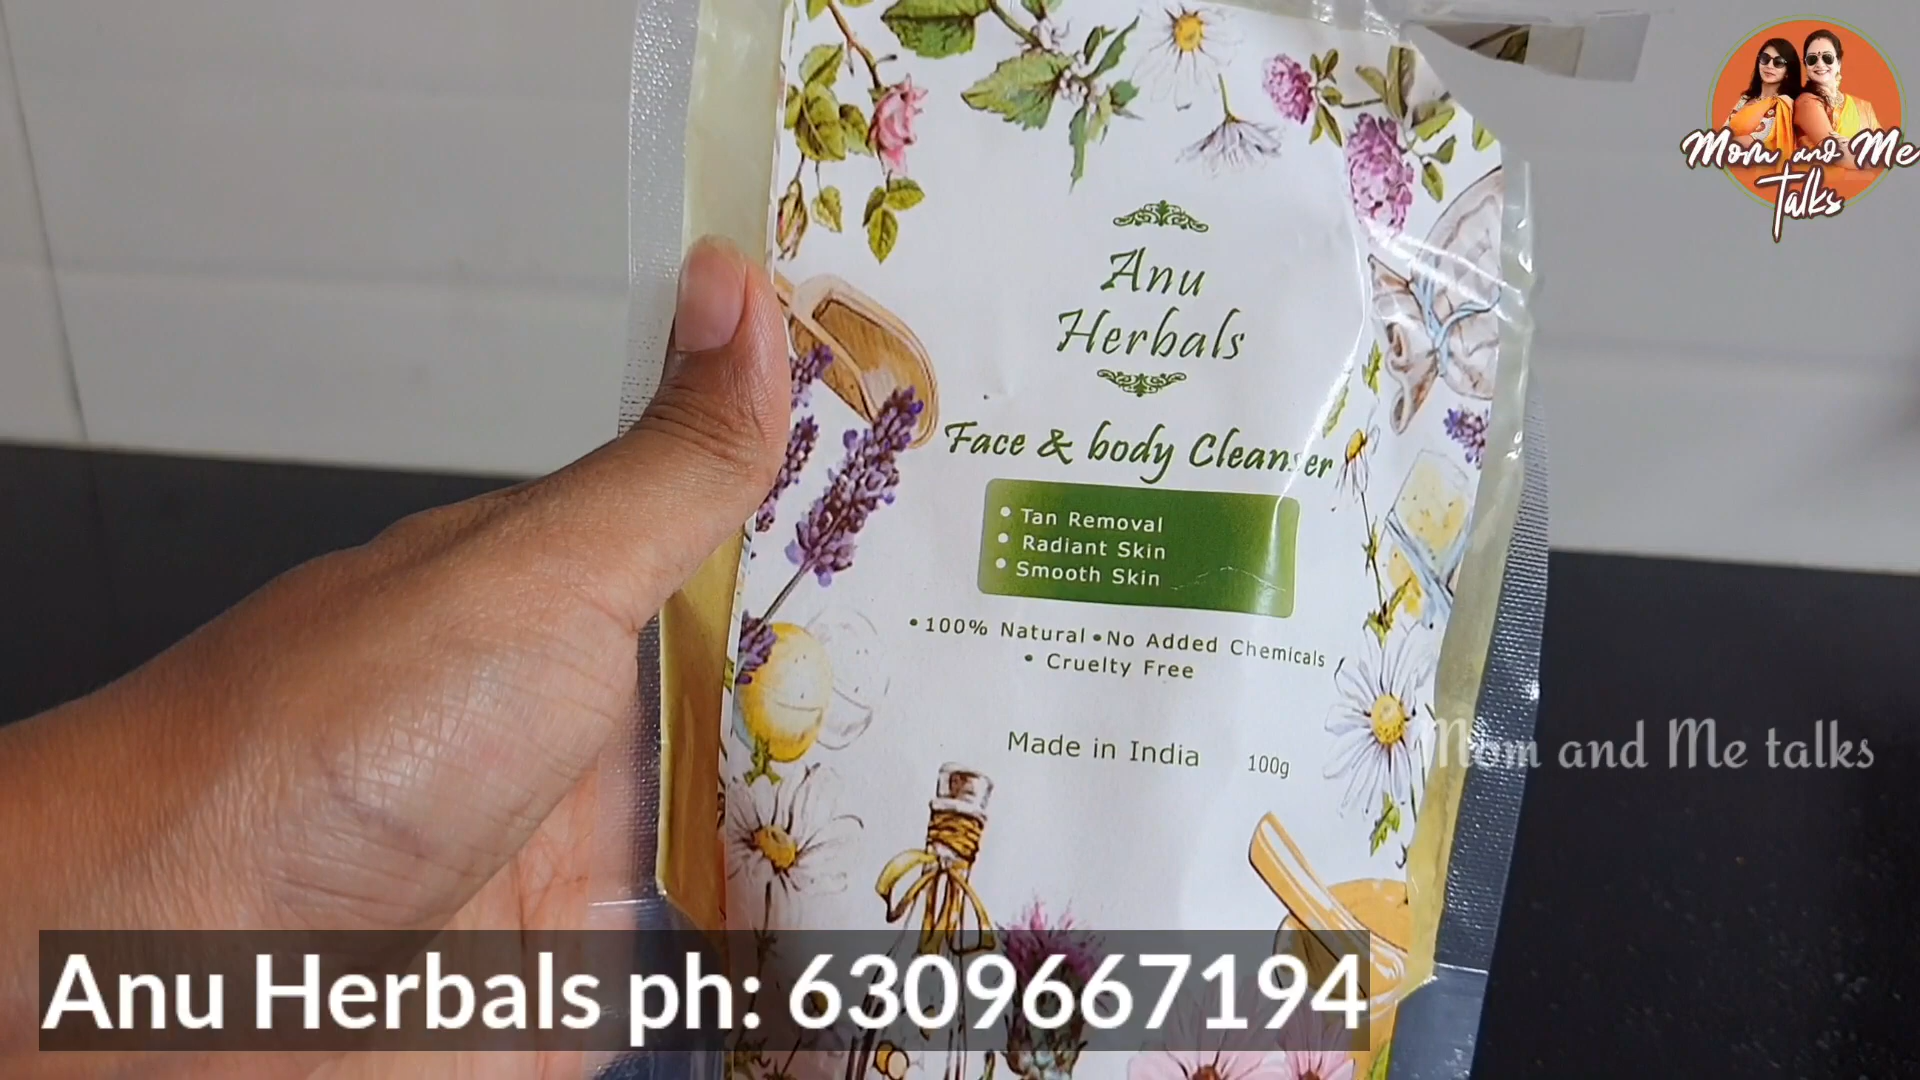 Mom and Me
Talks
Anu
Herbals
Face & body Cleanser
• Tan Removal
• Radiant Skin
• Smooth Skin
• 100% Natural • No Added Chemicals
• Cruelty Free
Made in India 100g
Mom and Me talks
Anu Herbals ph: 6309667194